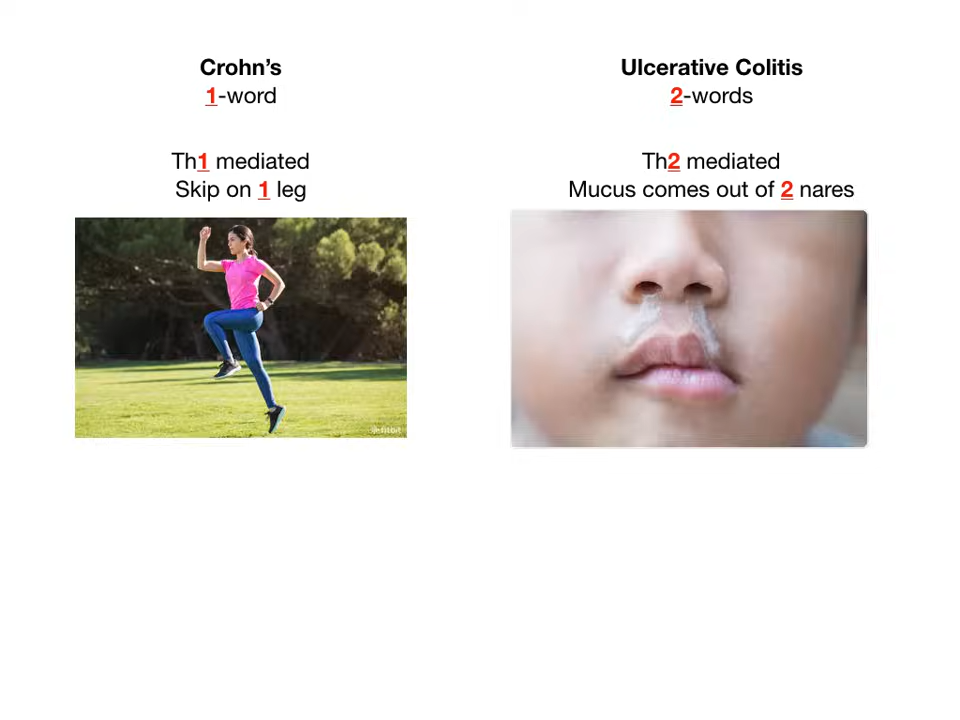 Crohn’s
1-word
Th1 mediated
Skip on 1 leg
fitbit
Ulcerative Colitis
2-words
Th2 mediated
Mucus comes out of 2 nares